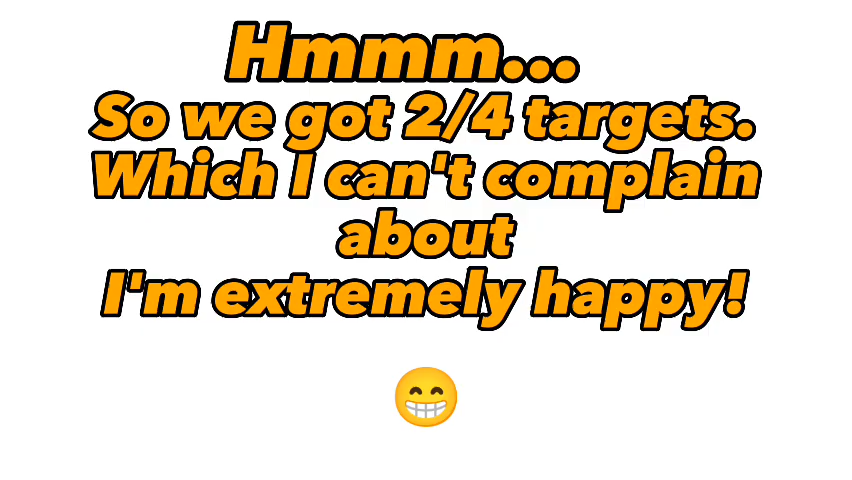 Hmmm...
So we got 2/4 targets.
Which I can't complain
about
I'm extremely happy!